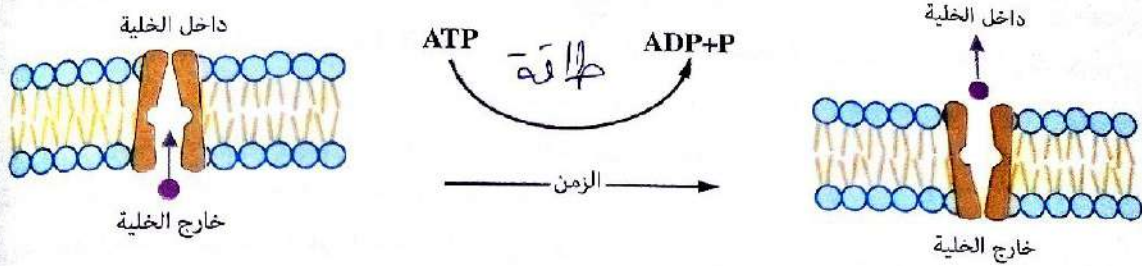 داخل الخلية
خارج الخلية
ATP
ADP+P
طاقة
الزمن
داخل الخلية
خارج الخلية